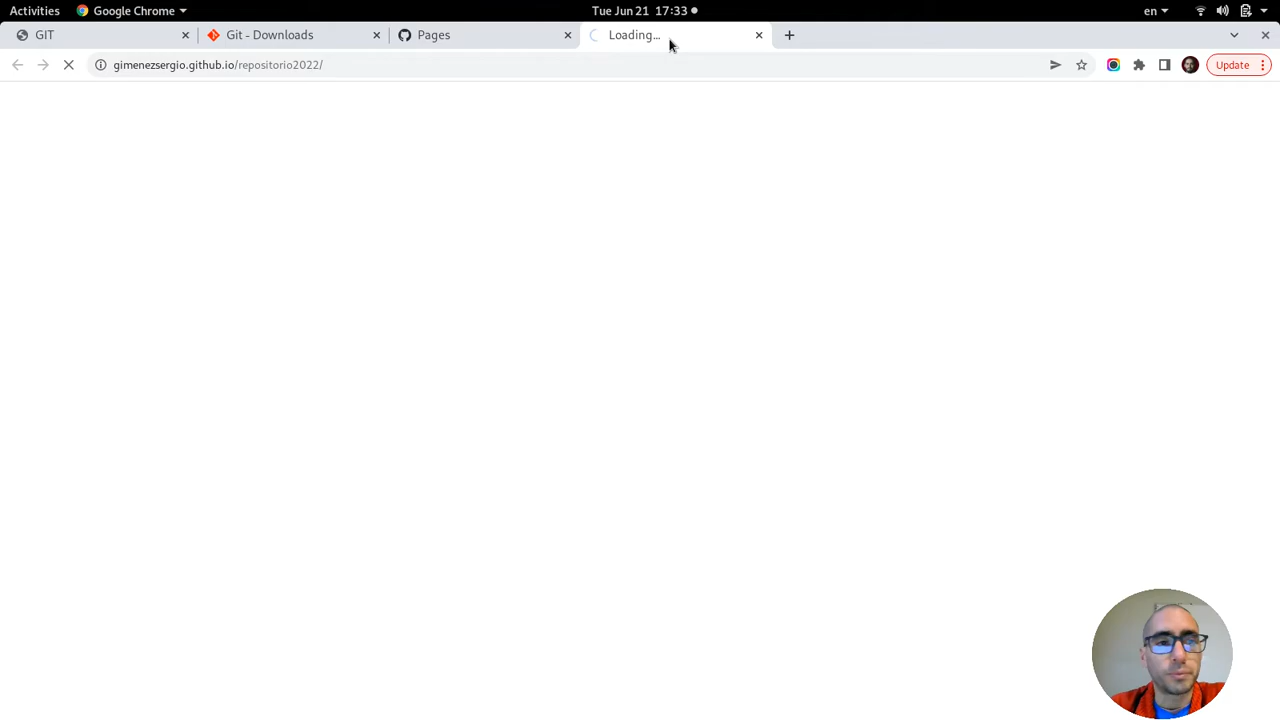 Activities Google Chrome Tue Jun 21 17:33 en
GIT Git - Downloads Pages Loading...
gimenezsergio.github.io/repositorio2022/ Update